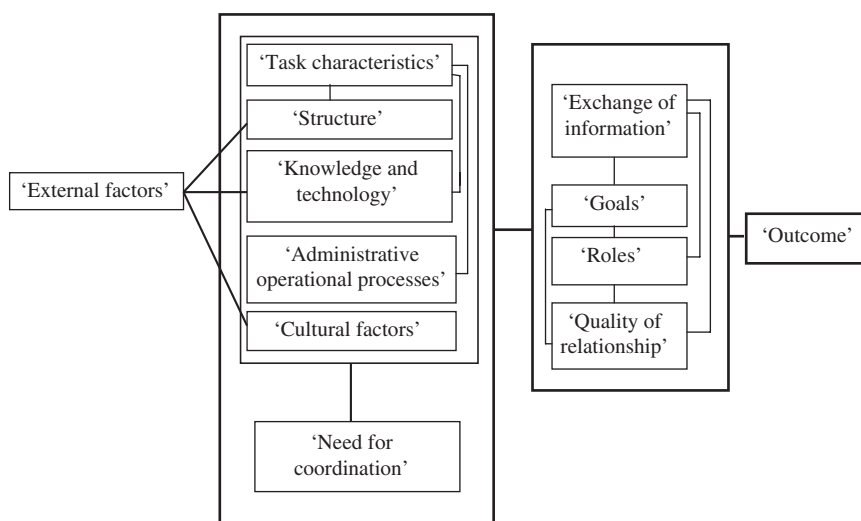 ‘External factors’
‘Task characteristics’
‘Structure’
‘Knowledge and
technology’
‘Administrative
operational processes’
‘Cultural factors’
‘Need for
coordination’
‘Exchange of
information’
‘Goals’
‘Roles’
‘Quality of
relationship’
‘Outcome’